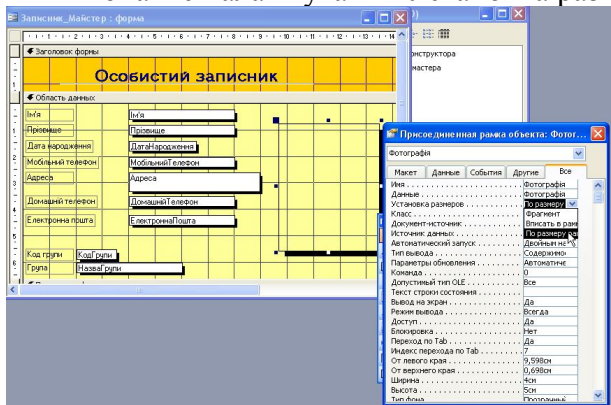 Записник_Майстер : форма
Заголовок формы
Особистий записник
Область данных
Ім'я Ім'я
Прізвище Прізвище
Дата народження ДатаНародження
Мобільний телефон МобільнийТелефон
Адреса Адреса
Домашній телефон ДомашнійТелефон
Електронна пошта ЕлектроннаПошта
Код групи КодГрупи
Група НазваГрупи
онструктора
мастера
Присоединенная рамка объекта: Фотог...
Фотографія
Макет Данные События Другие Все
Имя Фотографія
Данные Фотографія
Установка размеров По размеру
Класс Фрагмент
Документ-источник Вписать в рам
Источник данных По размеру ра
Автоматический запуск Двойным на
Тип вывода Содержимо
Параметры обновления Автоматиче
Команда 0
Допустимый тип OLE Все
Текст строки состояния
Вывод на экран Да
Режим вывода Всегда
Доступ Да
Блокировка Нет
Переход по Tab Да
Индекс перехода по Tab 7
От левого края 9,598см
От верхнего края 0,698см
Ширина 4см
Высота 5см
Тип фона Прозрачный